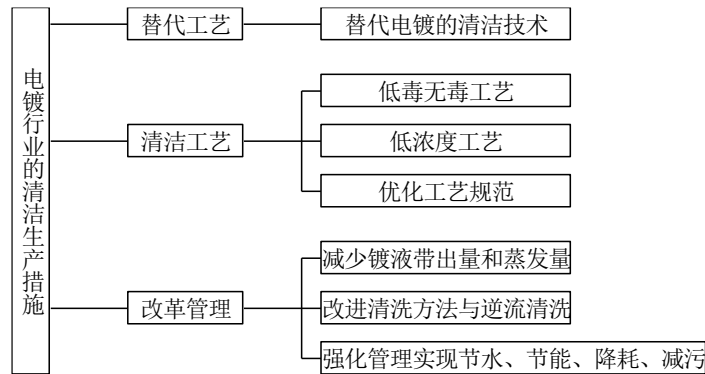 电镀行业的清洁生产措施
替代工艺
替代电镀的清洁技术
清洁工艺
低毒无毒工艺
低浓度工艺
优化工艺规范
改革管理
减少镀液带出量和蒸发量
改进清洗方法与逆流清洗
强化管理实现节水、节能、降耗、减污